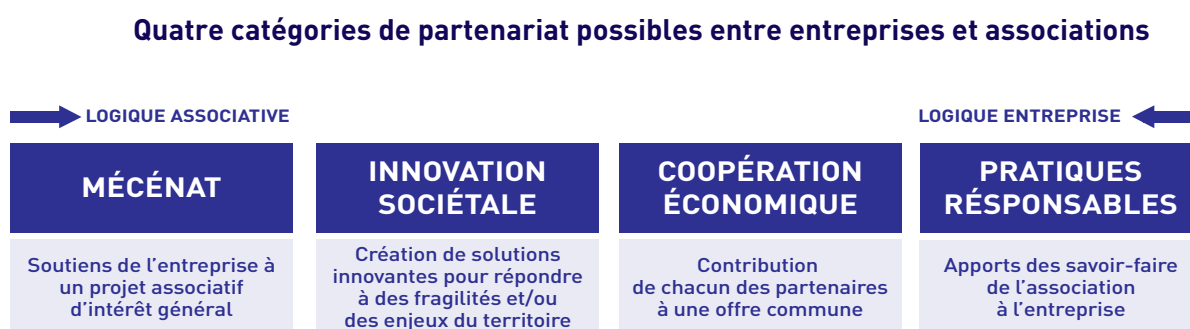 Quatre catégories de partenariat possibles entre entreprises et associations
LOGIQUE ASSOCIATIVE
LOGIQUE ENTREPRISE
MÉCÉNAT
Soutiens de l'entreprise à
un projet associatif
d'intérêt général
INNOVATION
SOCIÉTALE
Création de solutions
innovantes pour répondre
à des fragilités et/ou
des enjeux du territoire
COOPÉRATION
ÉCONOMIQUE
Contribution
de chacun des partenaires
à une offre commune
PRATIQUES
RÉSPONSABLES
Apports des savoir-faire
de l'association
à l'entreprise